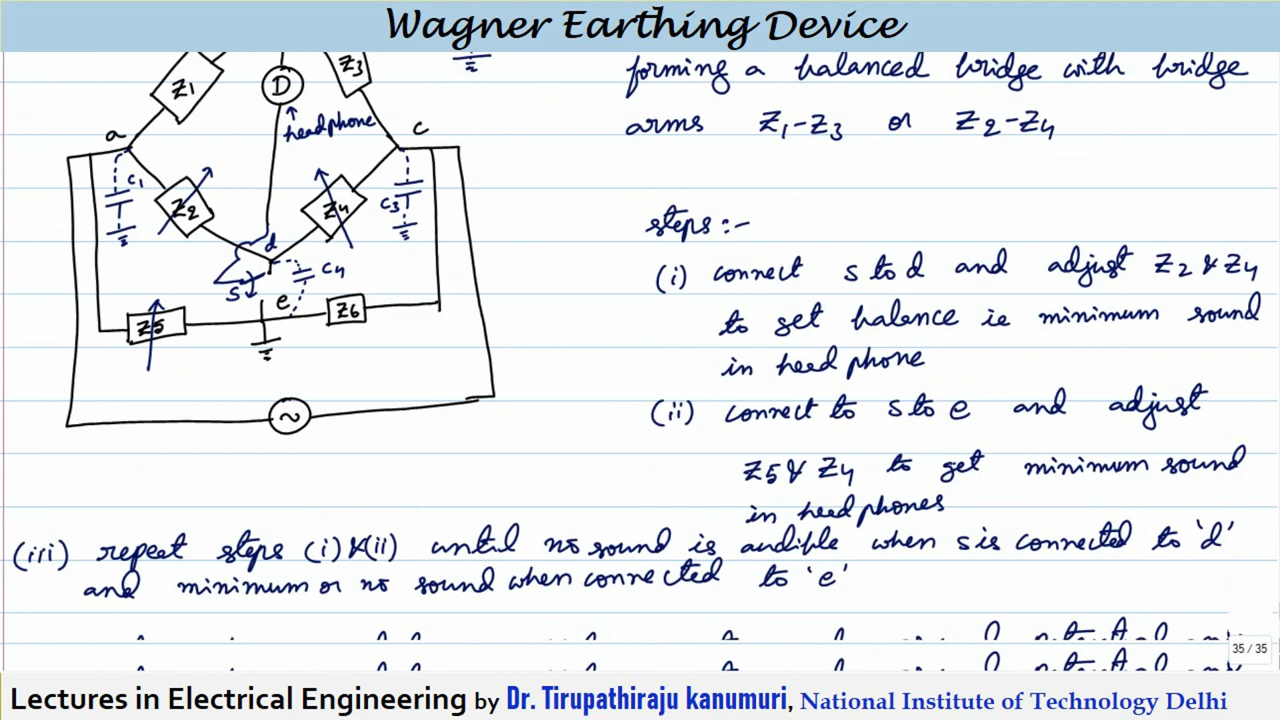 Wagner Earthing Device
forming a balanced bridge with bridge
arms Z1-Z3 or Z2-Z4
Z1
D
Z3
headphone
a
c
C1
Z2
Z4
C3
d
S
C4
e
Z5
Z6
~
steps:-
(i) connect s to d and adjust Z2 & Z4
to get balance ie minimum sound
in head phone
(ii) connect to s to e and adjust
Z5 & Z4 to get minimum sound
in head phones
(iii) repeat steps (i) & (ii) until no sound is audible when s is connected to 'd'
and minimum or no sound when connected to 'e'
35 / 35
Lectures in Electrical Engineering by Dr. Tirupathiraju kanumuri, National Institute of Technology Delhi